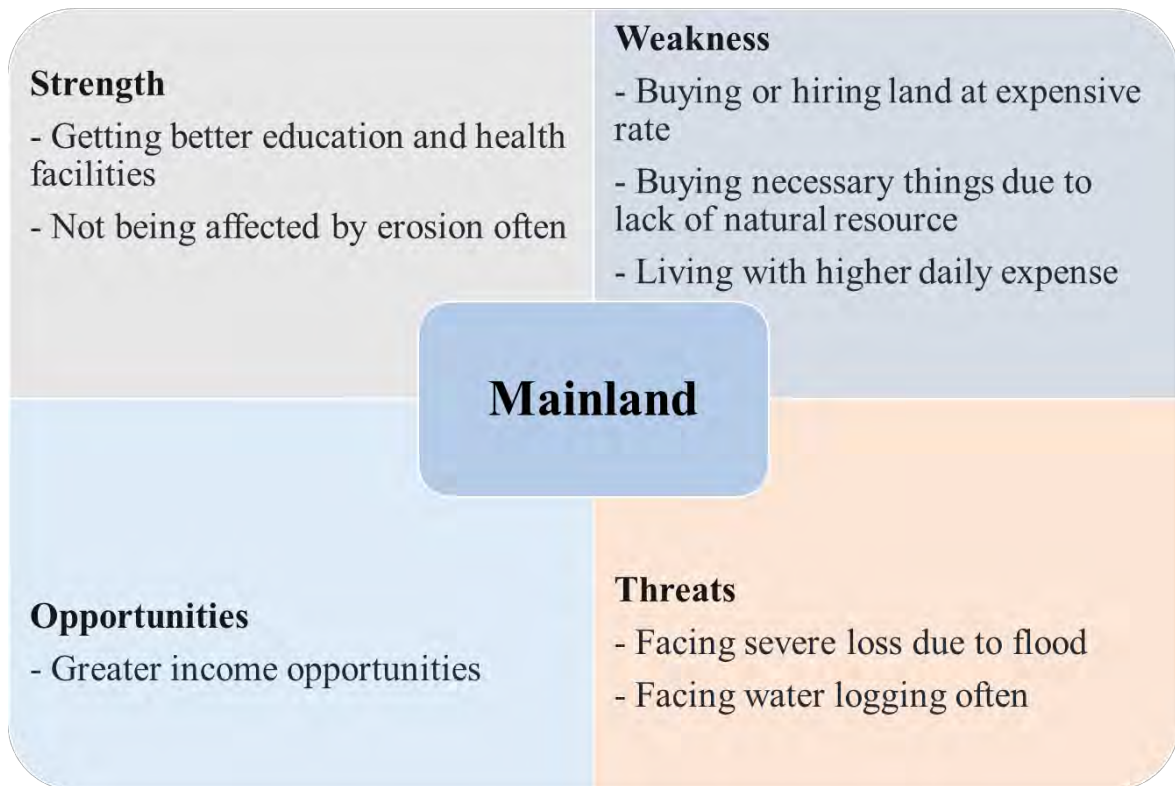 Strength
- Getting better education and health
facilities
- Not being affected by erosion often
Weakness
- Buying or hiring land at expensive
rate
- Buying necessary things due to
lack of natural resource
- Living with higher daily expense
Mainland
Opportunities
- Greater income opportunities
Threats
- Facing severe loss due to flood
- Facing water logging often